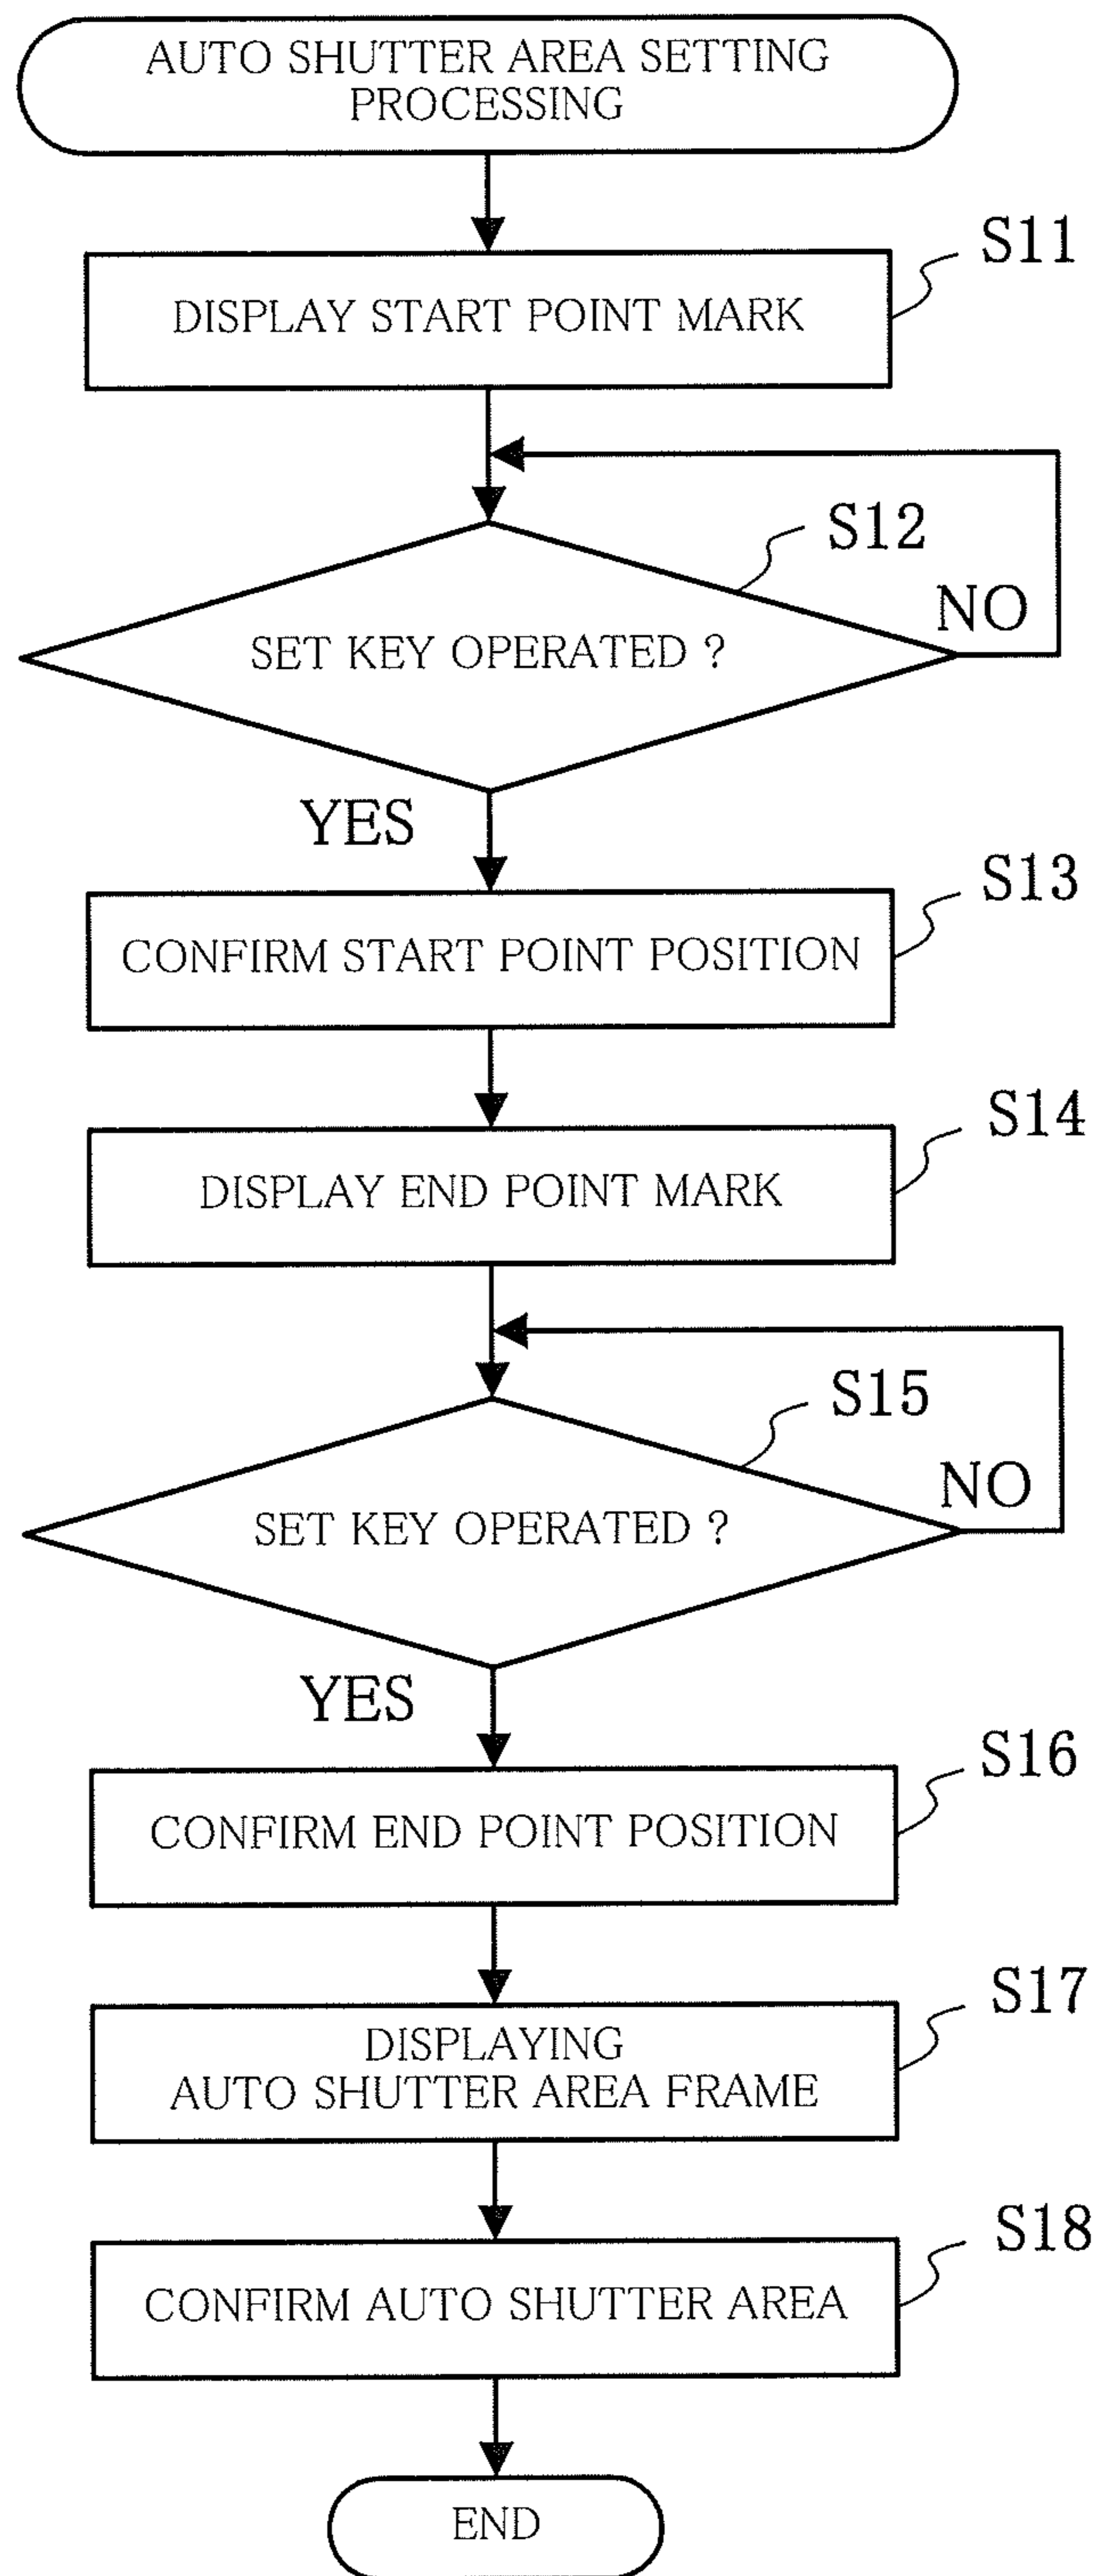 AUTO SHUTTER AREA SETTING
PROCESSING
S11
DISPLAY START POINT MARK
S12
NO
SET KEY OPERATED ?
YES
S13
CONFIRM START POINT POSITION
S14
DISPLAY END POINT MARK
S15
NO
SET KEY OPERATED ?
YES
S16
CONFIRM END POINT POSITION
S17
DISPLAYING
AUTO SHUTTER AREA FRAME
S18
CONFIRM AUTO SHUTTER AREA
END